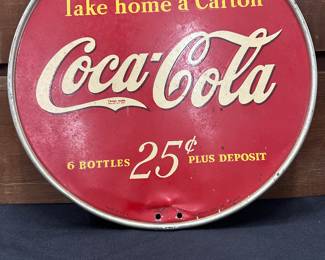 Take home a Carton
Coca-Cola
6 BOTTLES 25¢ PLUS DEPOSIT